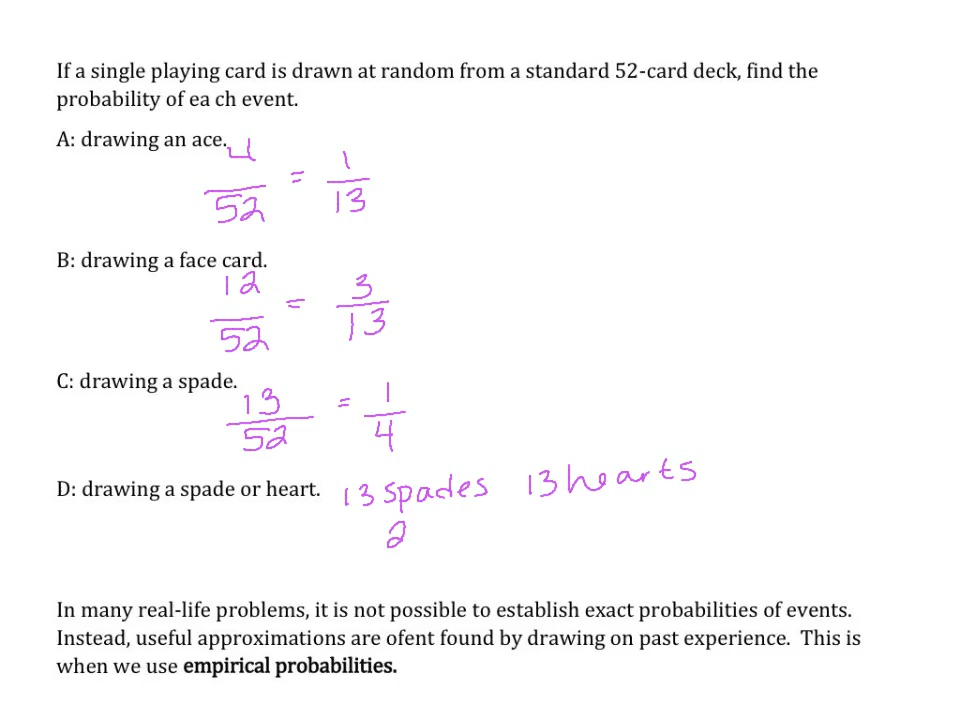 If a single playing card is drawn at random from a standard 52-card deck, find the
probability of ea ch event.
A: drawing an ace.
4/52 = 1/13
B: drawing a face card.
12/52 = 3/13
C: drawing a spade.
13/52 = 1/4
D: drawing a spade or heart. 13 spades 13 hearts
2
In many real-life problems, it is not possible to establish exact probabilities of events.
Instead, useful approximations are ofent found by drawing on past experience. This is
when we use empirical probabilities.